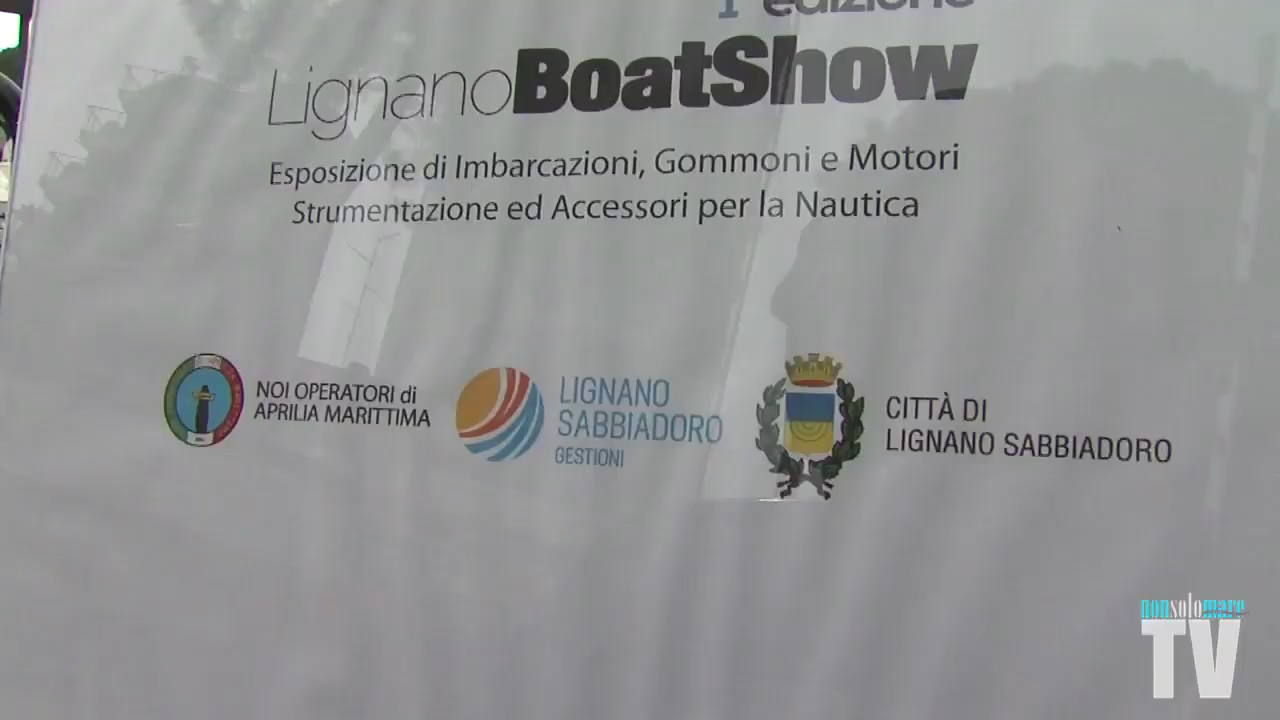 1 edizione
LignanoBoatShow
Esposizione di Imbarcazioni, Gommoni e Motori
Strumentazione ed Accessori per la Nautica
NOI OPERATORI di
APRILIA MARITTIMA
LIGNANO
SABBIADORO
GESTIONI
CITTÀ DI
LIGNANO SABBIADORO
nonsolomare
TV